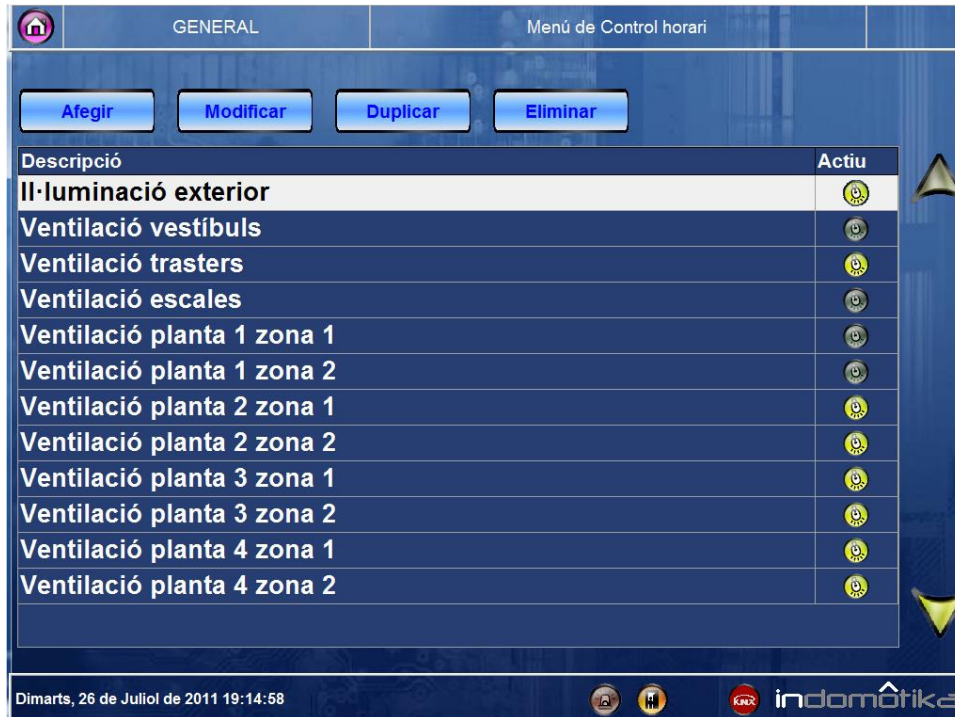 GENERAL Menú de Control horari
Afegir Modificar Duplicar Eliminar
Descripció Actiu
Il·luminació exterior
Ventilació vestíbuls
Ventilació trasters
Ventilació escales
Ventilació planta 1 zona 1
Ventilació planta 1 zona 2
Ventilació planta 2 zona 1
Ventilació planta 2 zona 2
Ventilació planta 3 zona 1
Ventilació planta 3 zona 2
Ventilació planta 4 zona 1
Ventilació planta 4 zona 2
Dimarts, 26 de Juliol de 2011 19:14:58 KNX indomôtika